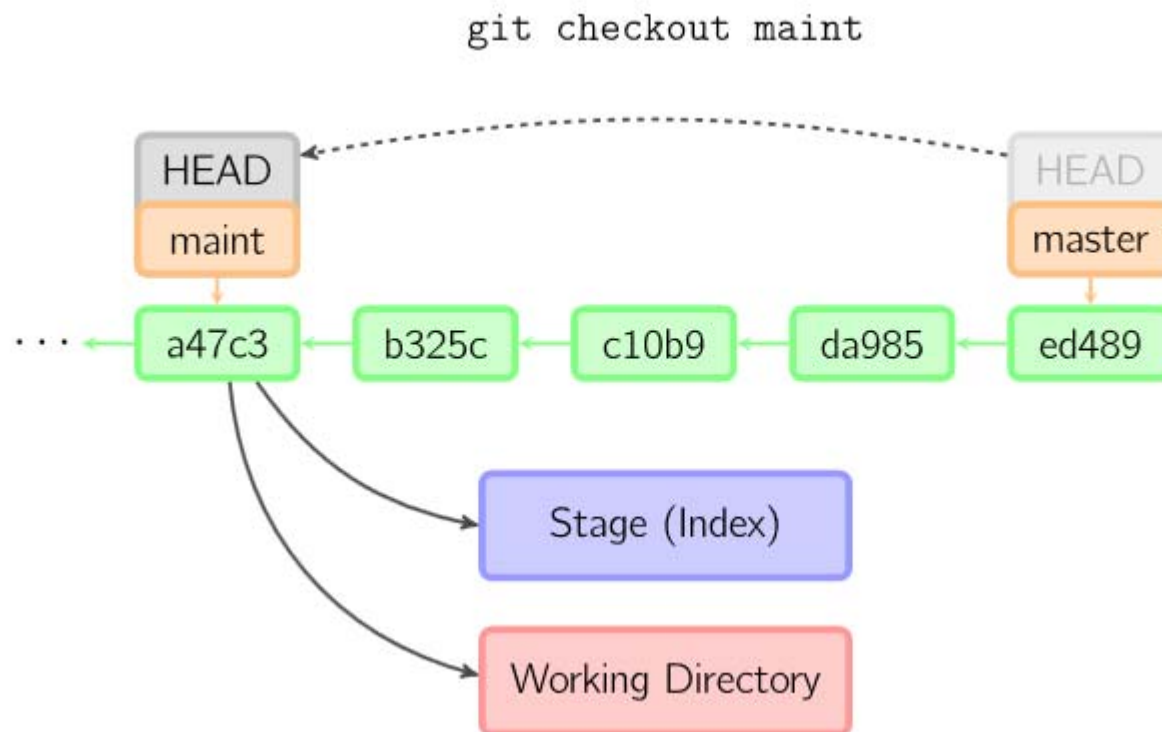 git checkout maint
HEAD
HEAD
maint
master
... a47c3 b325c c10b9 da985 ed489
Stage (Index)
Working Directory